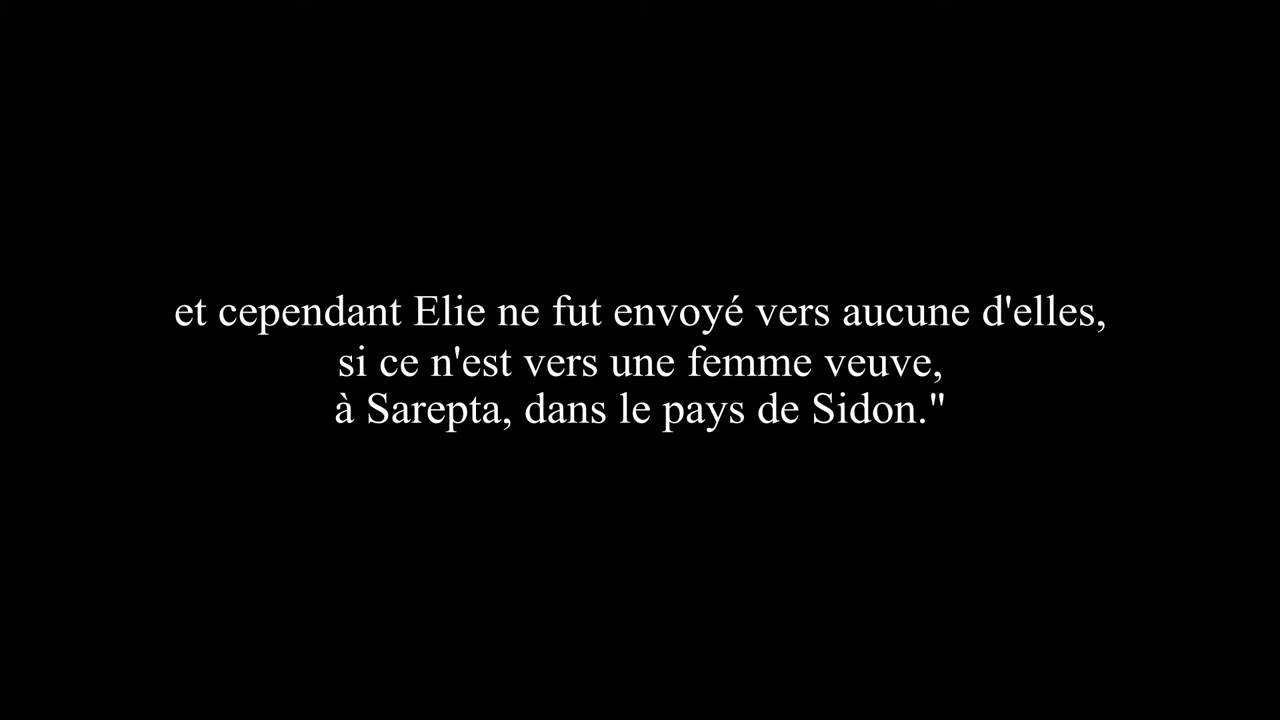 et cependant Elie ne fut envoyé vers aucune d'elles,
si ce n'est vers une femme veuve,
à Sarepta, dans le pays de Sidon."